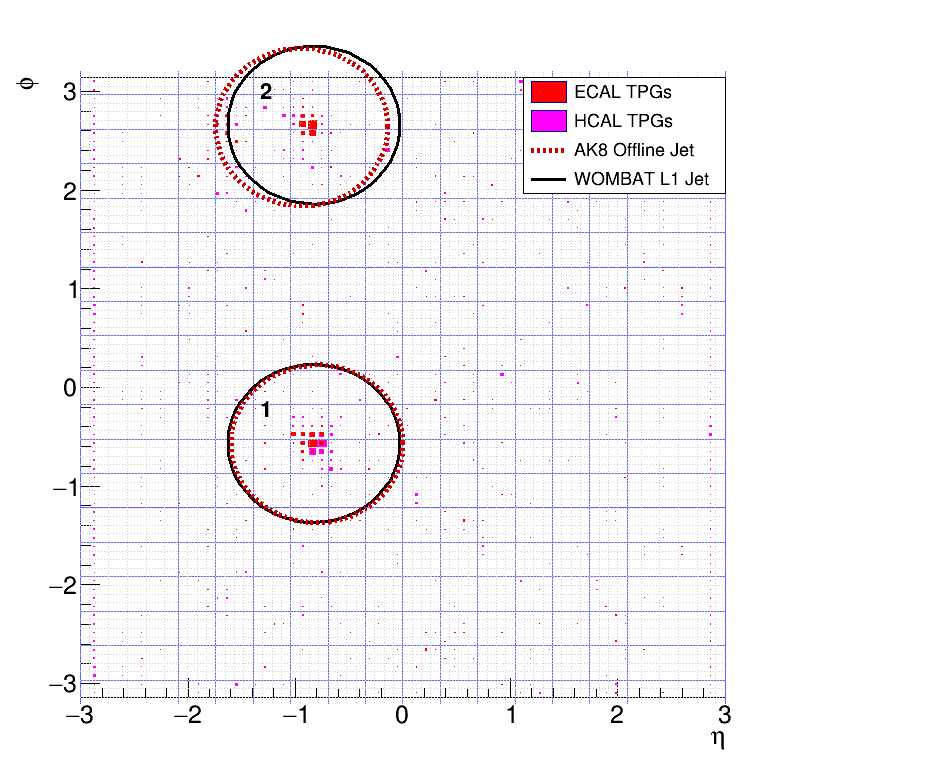 ϕ
3
2
1
0
−1
−2
−3
2
1
ECAL TPGs
HCAL TPGs
AK8 Offline Jet
WOMBAT L1 Jet
−3 −2 −1 0 1 2 3
η